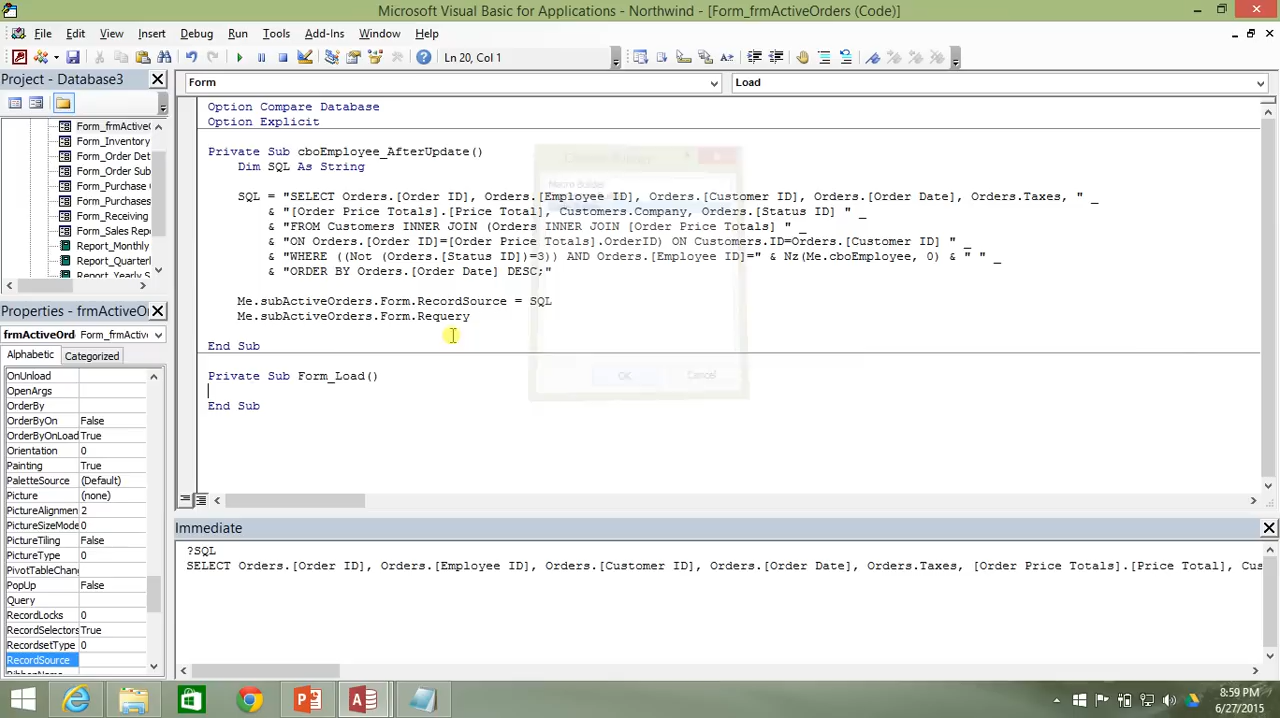 Microsoft Visual Basic for Applications - Northwind - [Form_frmActiveOrders (Code)]
File Edit View Insert Debug Run Tools Add-Ins Window Help
Ln 20, Col 1
Project - Database3
Form Load
Form_frmActive
Form_Inventory
Form_Order Det
Form_Order Sub
Form_Purchase
Form_Purchases
Form_Receiving
Form_Sales Rep
Report_Monthly
Report_Quarterl
Report_Yearly S
Option Compare Database
Option Explicit
Private Sub cboEmployee_AfterUpdate()
Dim SQL As String
SQL = "SELECT Orders.[Order ID], Orders.[Employee ID], Orders.[Customer ID], Orders.[Order Date], Orders.Taxes, " _
& "[Order Price Totals].[Price Total], Customers.Company, Orders.[Status ID] " _
& "FROM Customers INNER JOIN (Orders INNER JOIN [Order Price Totals] " _
& "ON Orders.[Order ID]=[Order Price Totals].OrderID) ON Customers.ID=Orders.[Customer ID] " _
& "WHERE ((Not (Orders.[Status ID])=3)) AND Orders.[Employee ID]=" & Nz(Me.cboEmployee, 0) & " " _
& "ORDER BY Orders.[Order Date] DESC;"
Me.subActiveOrders.Form.RecordSource = SQL
Me.subActiveOrders.Form.Requery
End Sub
Private Sub Form_Load()
End Sub
Macro Builder
OK Cancel
Properties - frmActiveO
frmActiveOrd Form_frmActiv
Alphabetic Categorized
OnUnload
OpenArgs
OrderBy
OrderByOn False
OrderByOnLoad True
Orientation 0
Painting True
PaletteSource (Default)
Picture (none)
PictureAlignmen 2
PictureSizeMode 0
PictureTiling False
PictureType 0
PivotTableChan
PopUp False
Query
RecordLocks 0
RecordSelectors True
RecordsetType 0
RecordSource
Immediate
?SQL
SELECT Orders.[Order ID], Orders.[Employee ID], Orders.[Customer ID], Orders.[Order Date], Orders.Taxes, [Order Price Totals].[Price Total], Cus
8:59 PM
6/27/2015